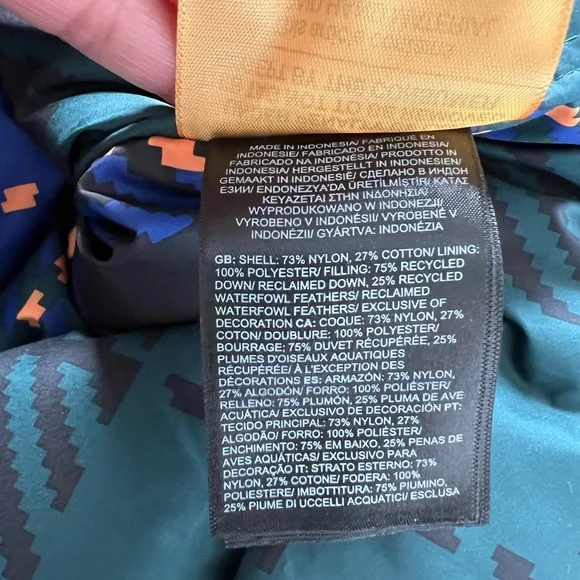 MADE IN INDONESIA/ FABRIQUÉ EN
INDONESIE/ FABRICADO EN INDONESIA/
FABRICADO NA INDONÉSIA/ PRODOTTO IN
INDONESIA/ HERGESTELLT IN INDONESIEN/
GEMAAKT IN INDONESIË/ СДЕЛАНО В ИНДОН
ЕЗИИ/ ENDONEZYA'DA ÜRETİLMİŞTİR/ ΚΑΤΑΣ
ΚΕΥΑΖΕΤΑΙ ΣΤΗΝ ΙΝΔΟΝΗΣΙΑ/
WYPRODUKOWANO W INDONEZJI/
VYROBENO V INDONÉSII/ VYROBENÉ V
INDONÉZII/ GYÁRTVA: INDONÉZIA
GB: SHELL: 73% NYLON, 27% COTTON/ LINING:
100% POLYESTER/ FILLING: 75% RECYCLED
DOWN/ RECLAIMED DOWN, 25% RECYCLED
WATERFOWL FEATHERS/ RECLAIMED
WATERFOWL FEATHERS/ EXCLUSIVE OF
DECORATION CA: COQUE: 73% NYLON, 27%
COTON/ DOUBLURE: 100% POLYESTER/
BOURRAGE: 75% DUVET RÉCUPÉRÉE, 25%
PLUMES D'OISEAUX AQUATIQUES
RÉCUPÉRÉE/ À L'EXCEPTION DES
DÉCORATIONS ES: ARMAZÓN: 73% NYLON,
27% ALGODÓN/ FORRO: 100% POLIÉSTER/
RELLENO: 75% PLUMÓN, 25% PLUMA DE AVE
ACUÁTICA/ EXCLUSIVO DE DECORACIÓN PT:
TECIDO PRINCIPAL: 73% NYLON, 27%
ALGODÃO/ FORRO: 100% POLIÉSTER/
ENCHIMENTO: 75% EM BAIXO, 25% PENAS DE
AVES AQUÁTICAS/ EXCLUSIVO PARA
DECORAÇÃO IT: STRATO ESTERNO: 73%
NYLON, 27% COTONE/ FODERA: 100%
POLIESTERE/ IMBOTTITURA: 75% PIUMINO,
25% PIUME DI UCCELLI ACQUATICI/ ESCLUSA